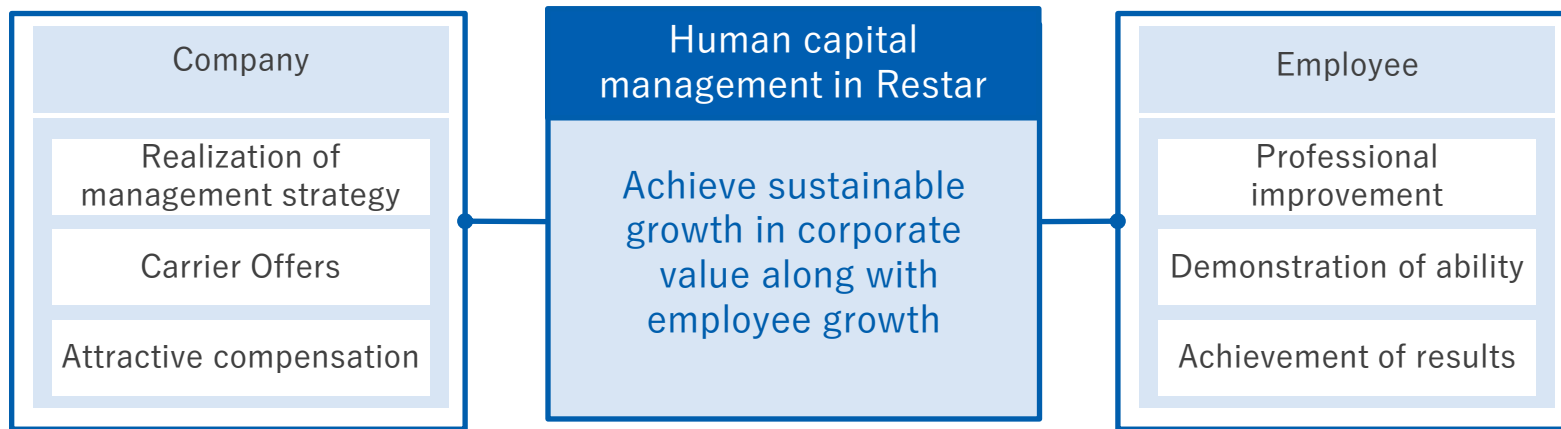 Company
Realization of
management strategy
Carrier Offers
Attractive compensation
Human capital
management in Restar
Achieve sustainable
growth in corporate
value along with
employee growth
Employee
Professional
improvement
Demonstration of ability
Achievement of results